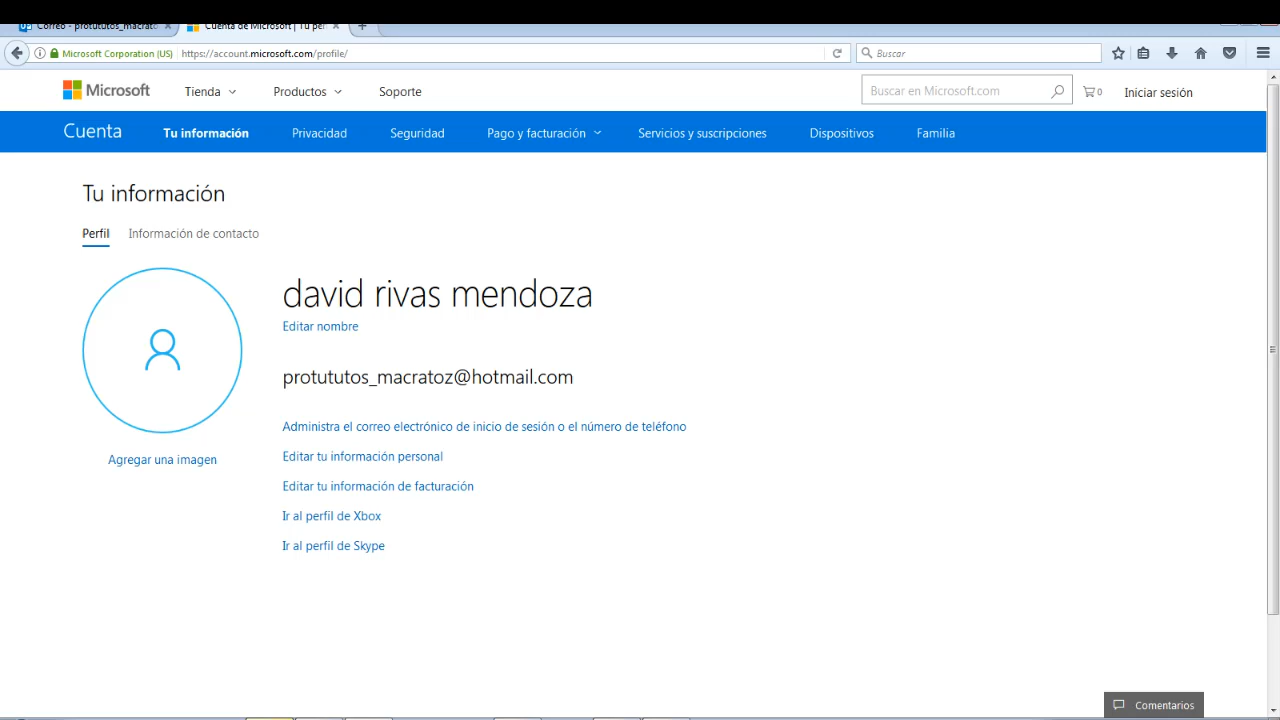 Correo - protututos_macrato
Cuenta de Microsoft | Tu per
Microsoft Corporation (US)
https://account.microsoft.com/profile/
Buscar
Microsoft
Tienda
Productos
Soporte
Buscar en Microsoft.com
0
Iniciar sesión
Cuenta
Tu información
Privacidad
Seguridad
Pago y facturación
Servicios y suscripciones
Dispositivos
Familia
Tu información
Perfil
Información de contacto
david rivas mendoza
Editar nombre
protututos_macratoz@hotmail.com
Administra el correo electrónico de inicio de sesión o el número de teléfono
Editar tu información personal
Agregar una imagen
Editar tu información de facturación
Ir al perfil de Xbox
Ir al perfil de Skype
Comentarios